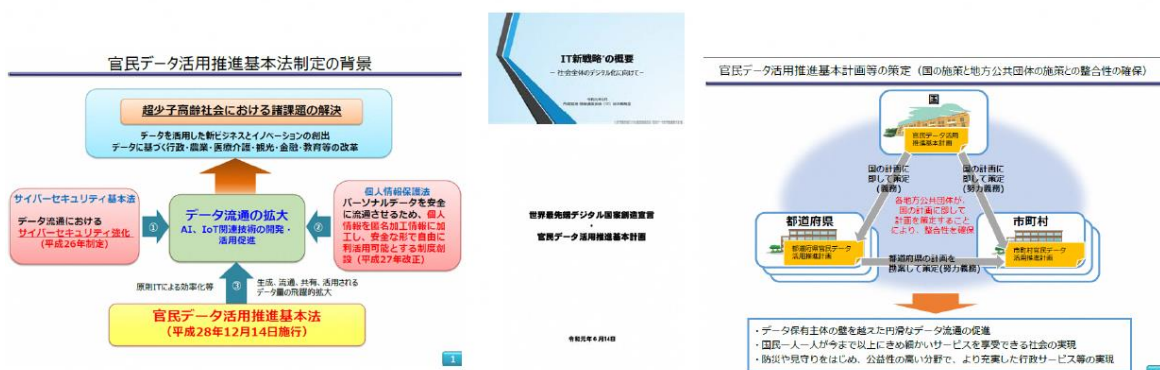 官民データ活用推進基本法制定の背景
超少子高齢社会における諸課題の解決
データを活用した新ビジネスとイノベーションの創出
データに基づく行政・農業・医療介護・観光・金融・教育等の改革
サイバーセキュリティ基本法
データ流通における
サイバーセキュリティ強化
(平成26年制定)
①
データ流通の拡大
AI、IoT関連技術の開発・
活用促進
②
個人情報保護法
パーソナルデータを安全
に流通させるため、個人
情報を匿名加工情報に加
工し、安全な形で自由に
利活用可能とする制度創
設 (平成27年改正)
原則ITによる効率化等
③
生成、流通、共有、活用される
データ量の飛躍的拡大
官民データ活用推進基本法
(平成28年12月14日施行)
1
IT新戦略の概要
－ 社会全体のデジタル化に向けて－
世界最先端デジタル国家創造宣言
・
官民データ活用推進基本計画
令和元年6月14日
官民データ活用推進基本計画等の策定（国の施策と地方公共団体の施策との整合性の確保）
国
官民データ活用
推進基本計画
国の計画に
即して策定
(義務)
国の計画に
即して策定
(努力義務)
各地方公共団体が、
国の計画に即して
計画を策定すること
により、整合性を確保
都道府県
都道府県官民データ
活用推進計画
市町村
市町村官民データ
活用推進計画
都道府県の計画を
勘案して策定(努力義務)
・データ保有主体の壁を越えた円滑なデータ流通の促進
・国民一人一人が今まで以上にきめ細かいサービスを享受できる社会の実現
・防災や見守りをはじめ、公益性の高い分野で、より充実した行政サービス等の実現